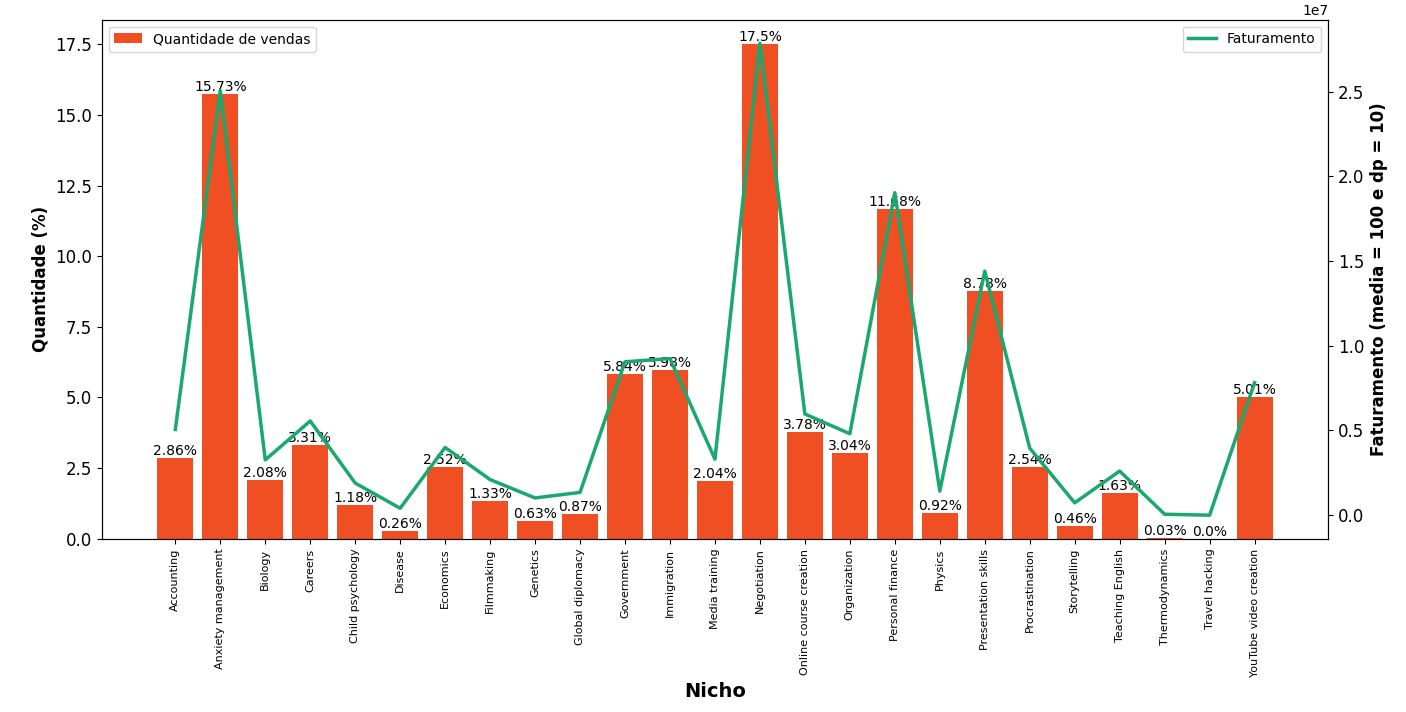 1e7
Quantidade de vendas
Faturamento
Quantidade (%)
17.5
15.0
12.5
10.0
7.5
5.0
2.5
0.0
2.86%
15.73%
2.08%
3.31%
1.18%
0.26%
2.52%
1.33%
0.63%
0.87%
5.84%
5.98%
2.04%
17.5%
3.78%
3.04%
0.92%
8.78%
2.54%
0.46%
1.63%
0.03%
0.0%
5.01%
2.5
2.0
1.5
1.0
0.5
0.0
Faturamento (media = 100 e dp = 10)
Accounting
Anxiety management
Biology
Careers
Child psychology
Disease
Economics
Filmmaking
Genetics
Global diplomacy
Government
Immigration
Media training
Negotiation
Online course creation
Organization
Personal finance
Physics
Presentation skills
Procrastination
Storytelling
Teaching English
Thermodynamics
Travel hacking
YouTube video creation
Nicho